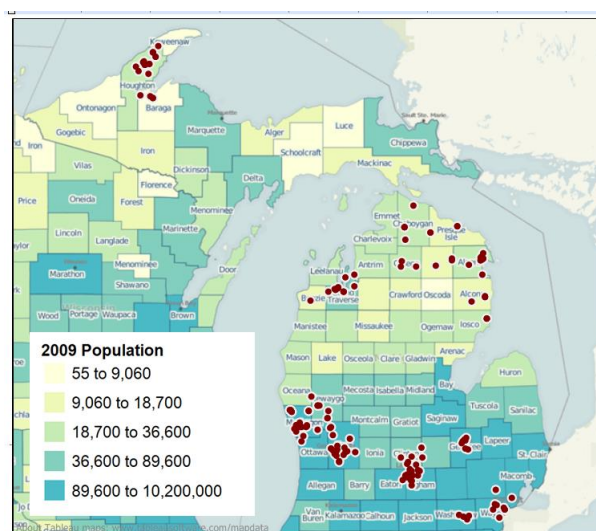 Keweenaw
Houghton
Ontonagon
Baraga
Gogebic
Marquette
Marquette
Alger
Luce
Sault Ste. Marie
Chippewa
Schoolcraft
Mackinac
Iron
Iron
Dickinson
Delta
Vilas
Florence
Price
Oneida
Forest
Menominee
Marinette
Lincoln
Langlade
Door
Menominee
Marathon
Shawano
Wood
Portage
Waupaca
Brown
Emmet
Presque Isle
Charlevoix
Leelanau
Antrim
Traverse
Crawford
Oscoda
Manistee
Missaukee
Ogemaw
Iosco
Arenac
Mason
Lake
Osceola
Clare
Gladwin
Huron
Bay
Oceana
Mecosta
Isabella
Midland
Tuscola
Sanilac
Montcalm
Gratiot
Saginaw
Lapeer
St. Clair
Ottawa
Ionia
Macomb
Allegan
Barry
Eaton
Van Buren
Kalamazoo
Calhoun
Jackson
2009 Population
55 to 9,060
9,060 to 18,700
18,700 to 36,600
36,600 to 89,600
89,600 to 10,200,000
About Tableau maps: